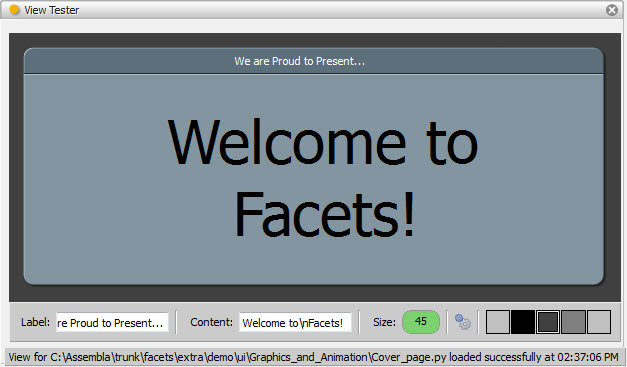 View Tester
We are Proud to Present...
Welcome to
Facets!
Label: re Proud to Present... Content: Welcome to\nFacets! Size: 45
View for C:\Assembla\trunk\facets\extra\demo\ui\Graphics_and_Animation\Cover_page.py loaded successfully at 02:37:06 PM